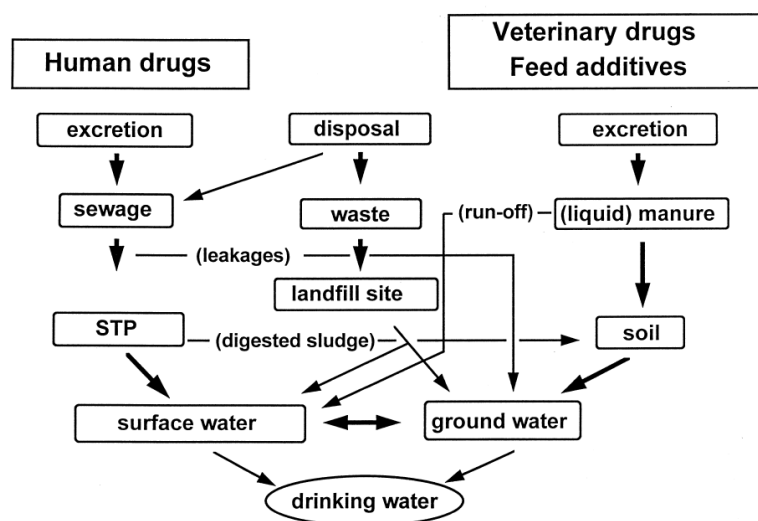 Human drugs
Veterinary drugs
Feed additives
excretion
disposal
excretion
sewage
waste
(run-off)
(liquid) manure
(leakages)
landfill site
STP
(digested sludge)
soil
surface water
ground water
drinking water